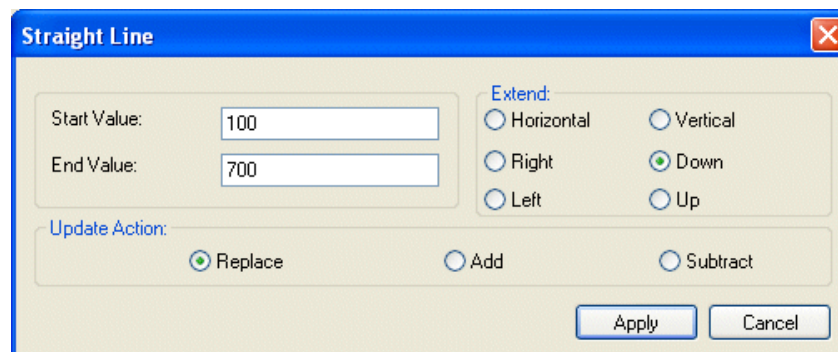 Straight Line
Start Value: 100
End Value: 700
Extend:
Horizontal Vertical
Right Down
Left Up
Update Action:
Replace Add Subtract
Apply Cancel